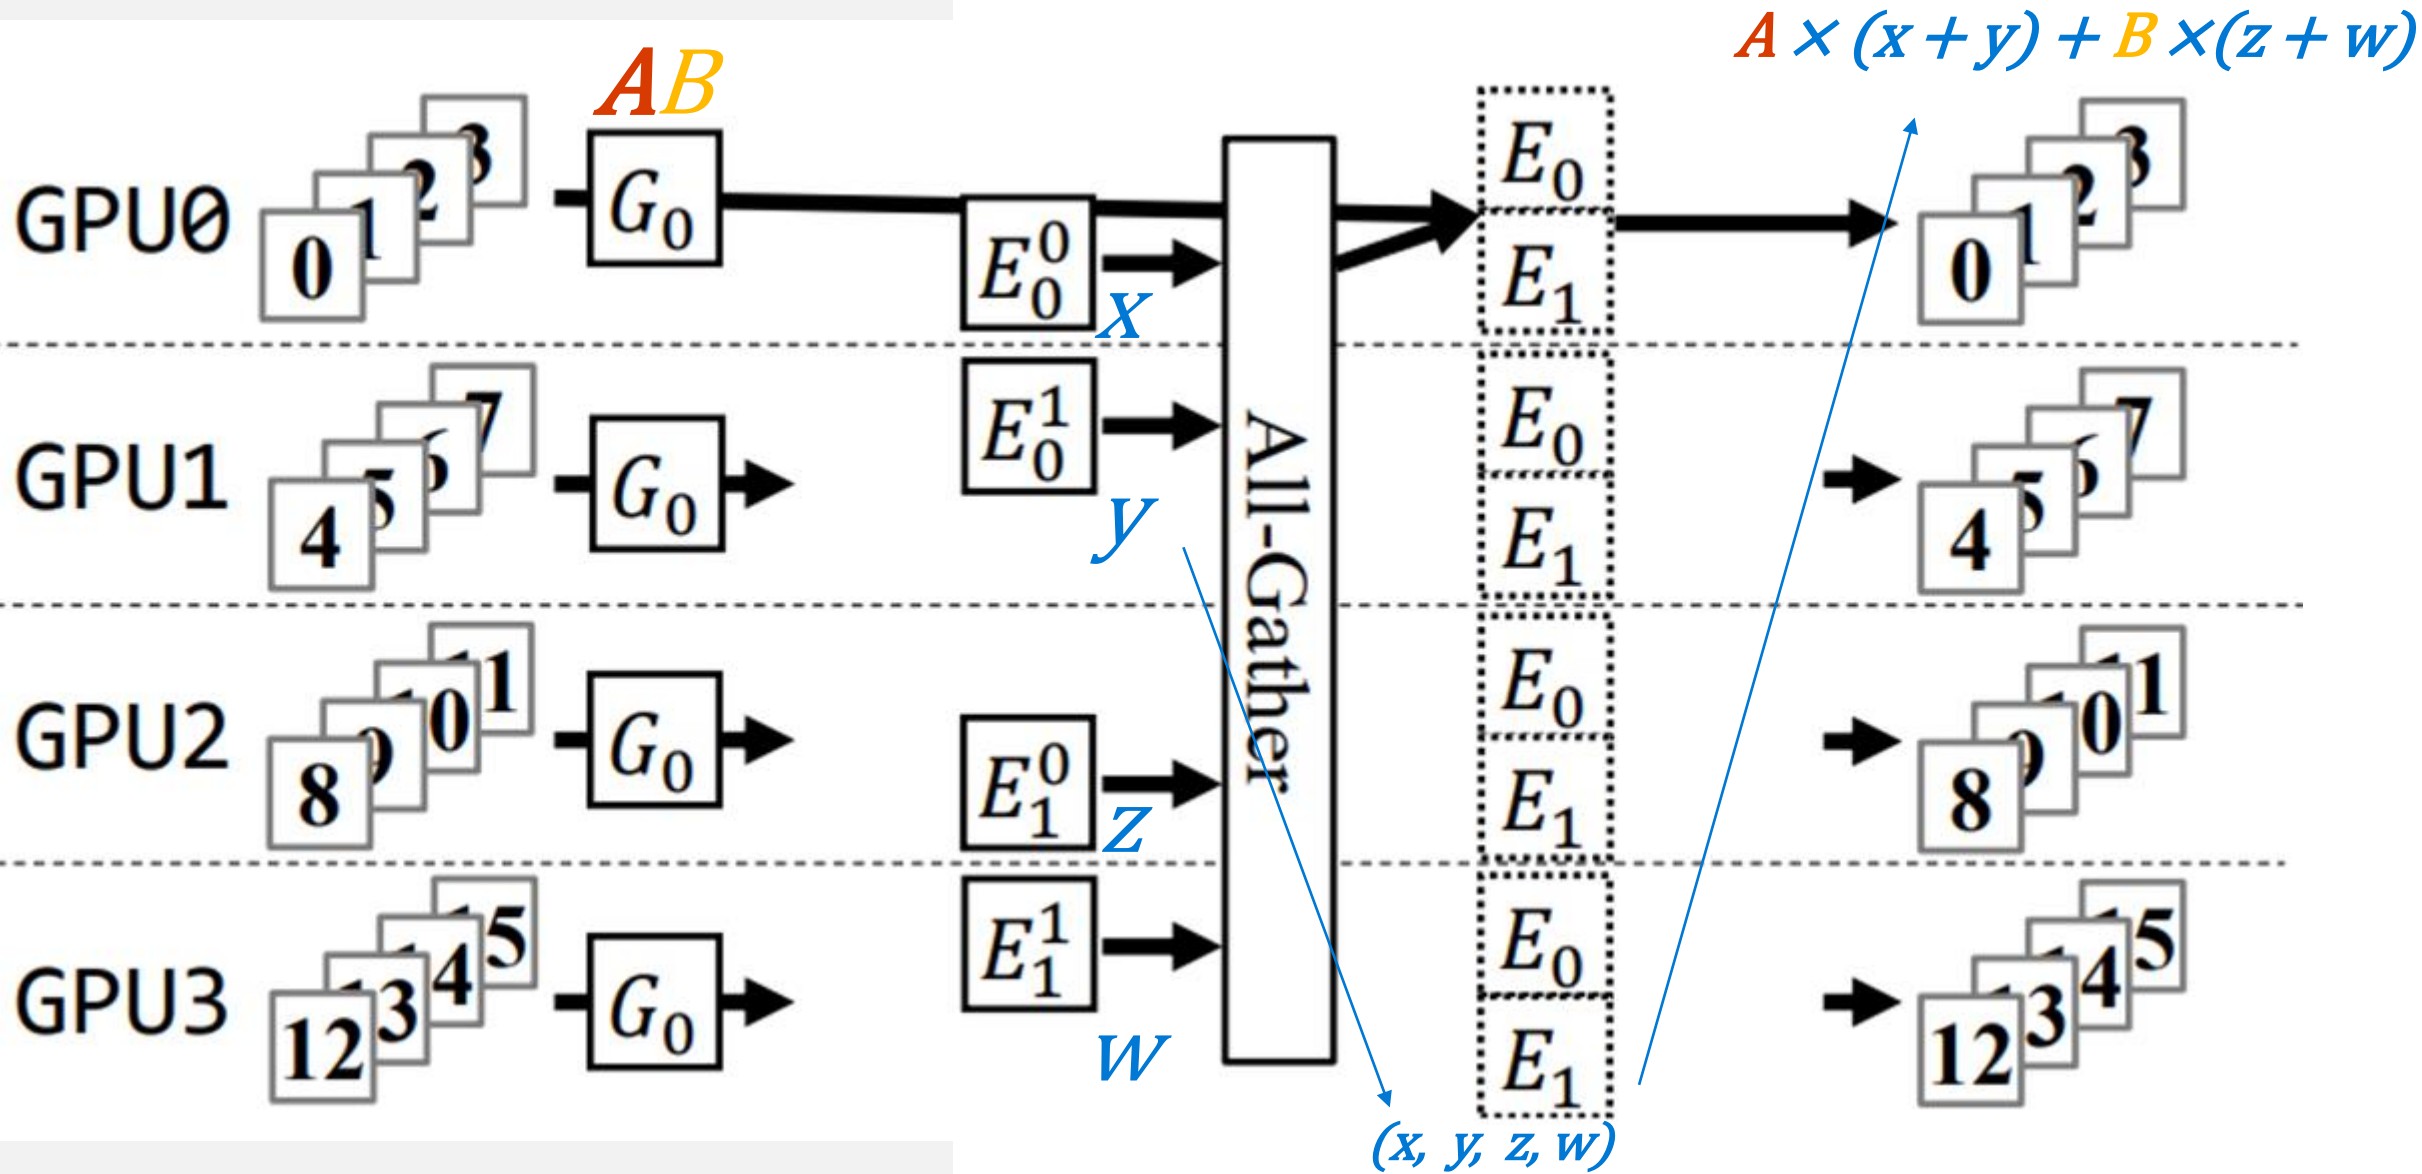 A × (x + y) + B ×(z + w)
AB
GPU0
0 1 2 3
G₀
E₀⁰
x
E₀
E₁
0 1 2 3
GPU1
4 5 6 7
G₀
E₀¹
y
All-Gather
E₀
E₁
4 5 6 7
GPU2
8 9 10 11
G₀
E₁⁰
z
E₀
E₁
8 9 10 11
GPU3
12 13 14 15
G₀
E₁¹
w
E₀
E₁
12 13 14 15
(x, y, z, w)